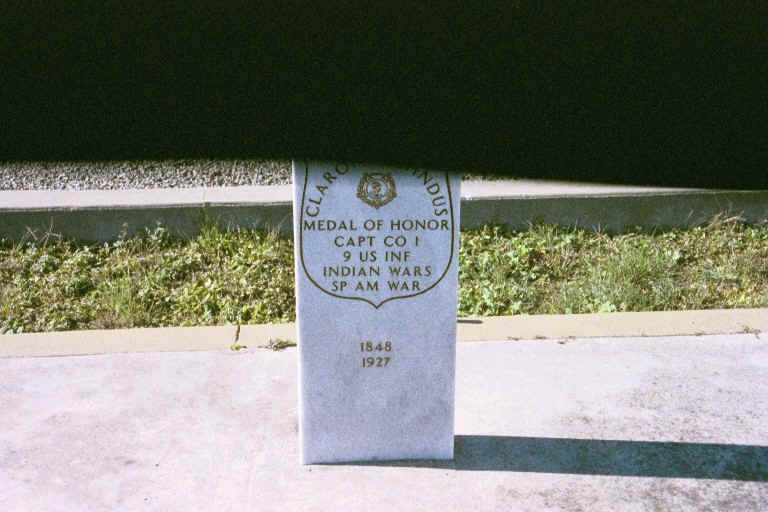 MEDAL OF HONOR
CAPT CO I
9 US INF
INDIAN WARS
SP AM WAR
1848
1927